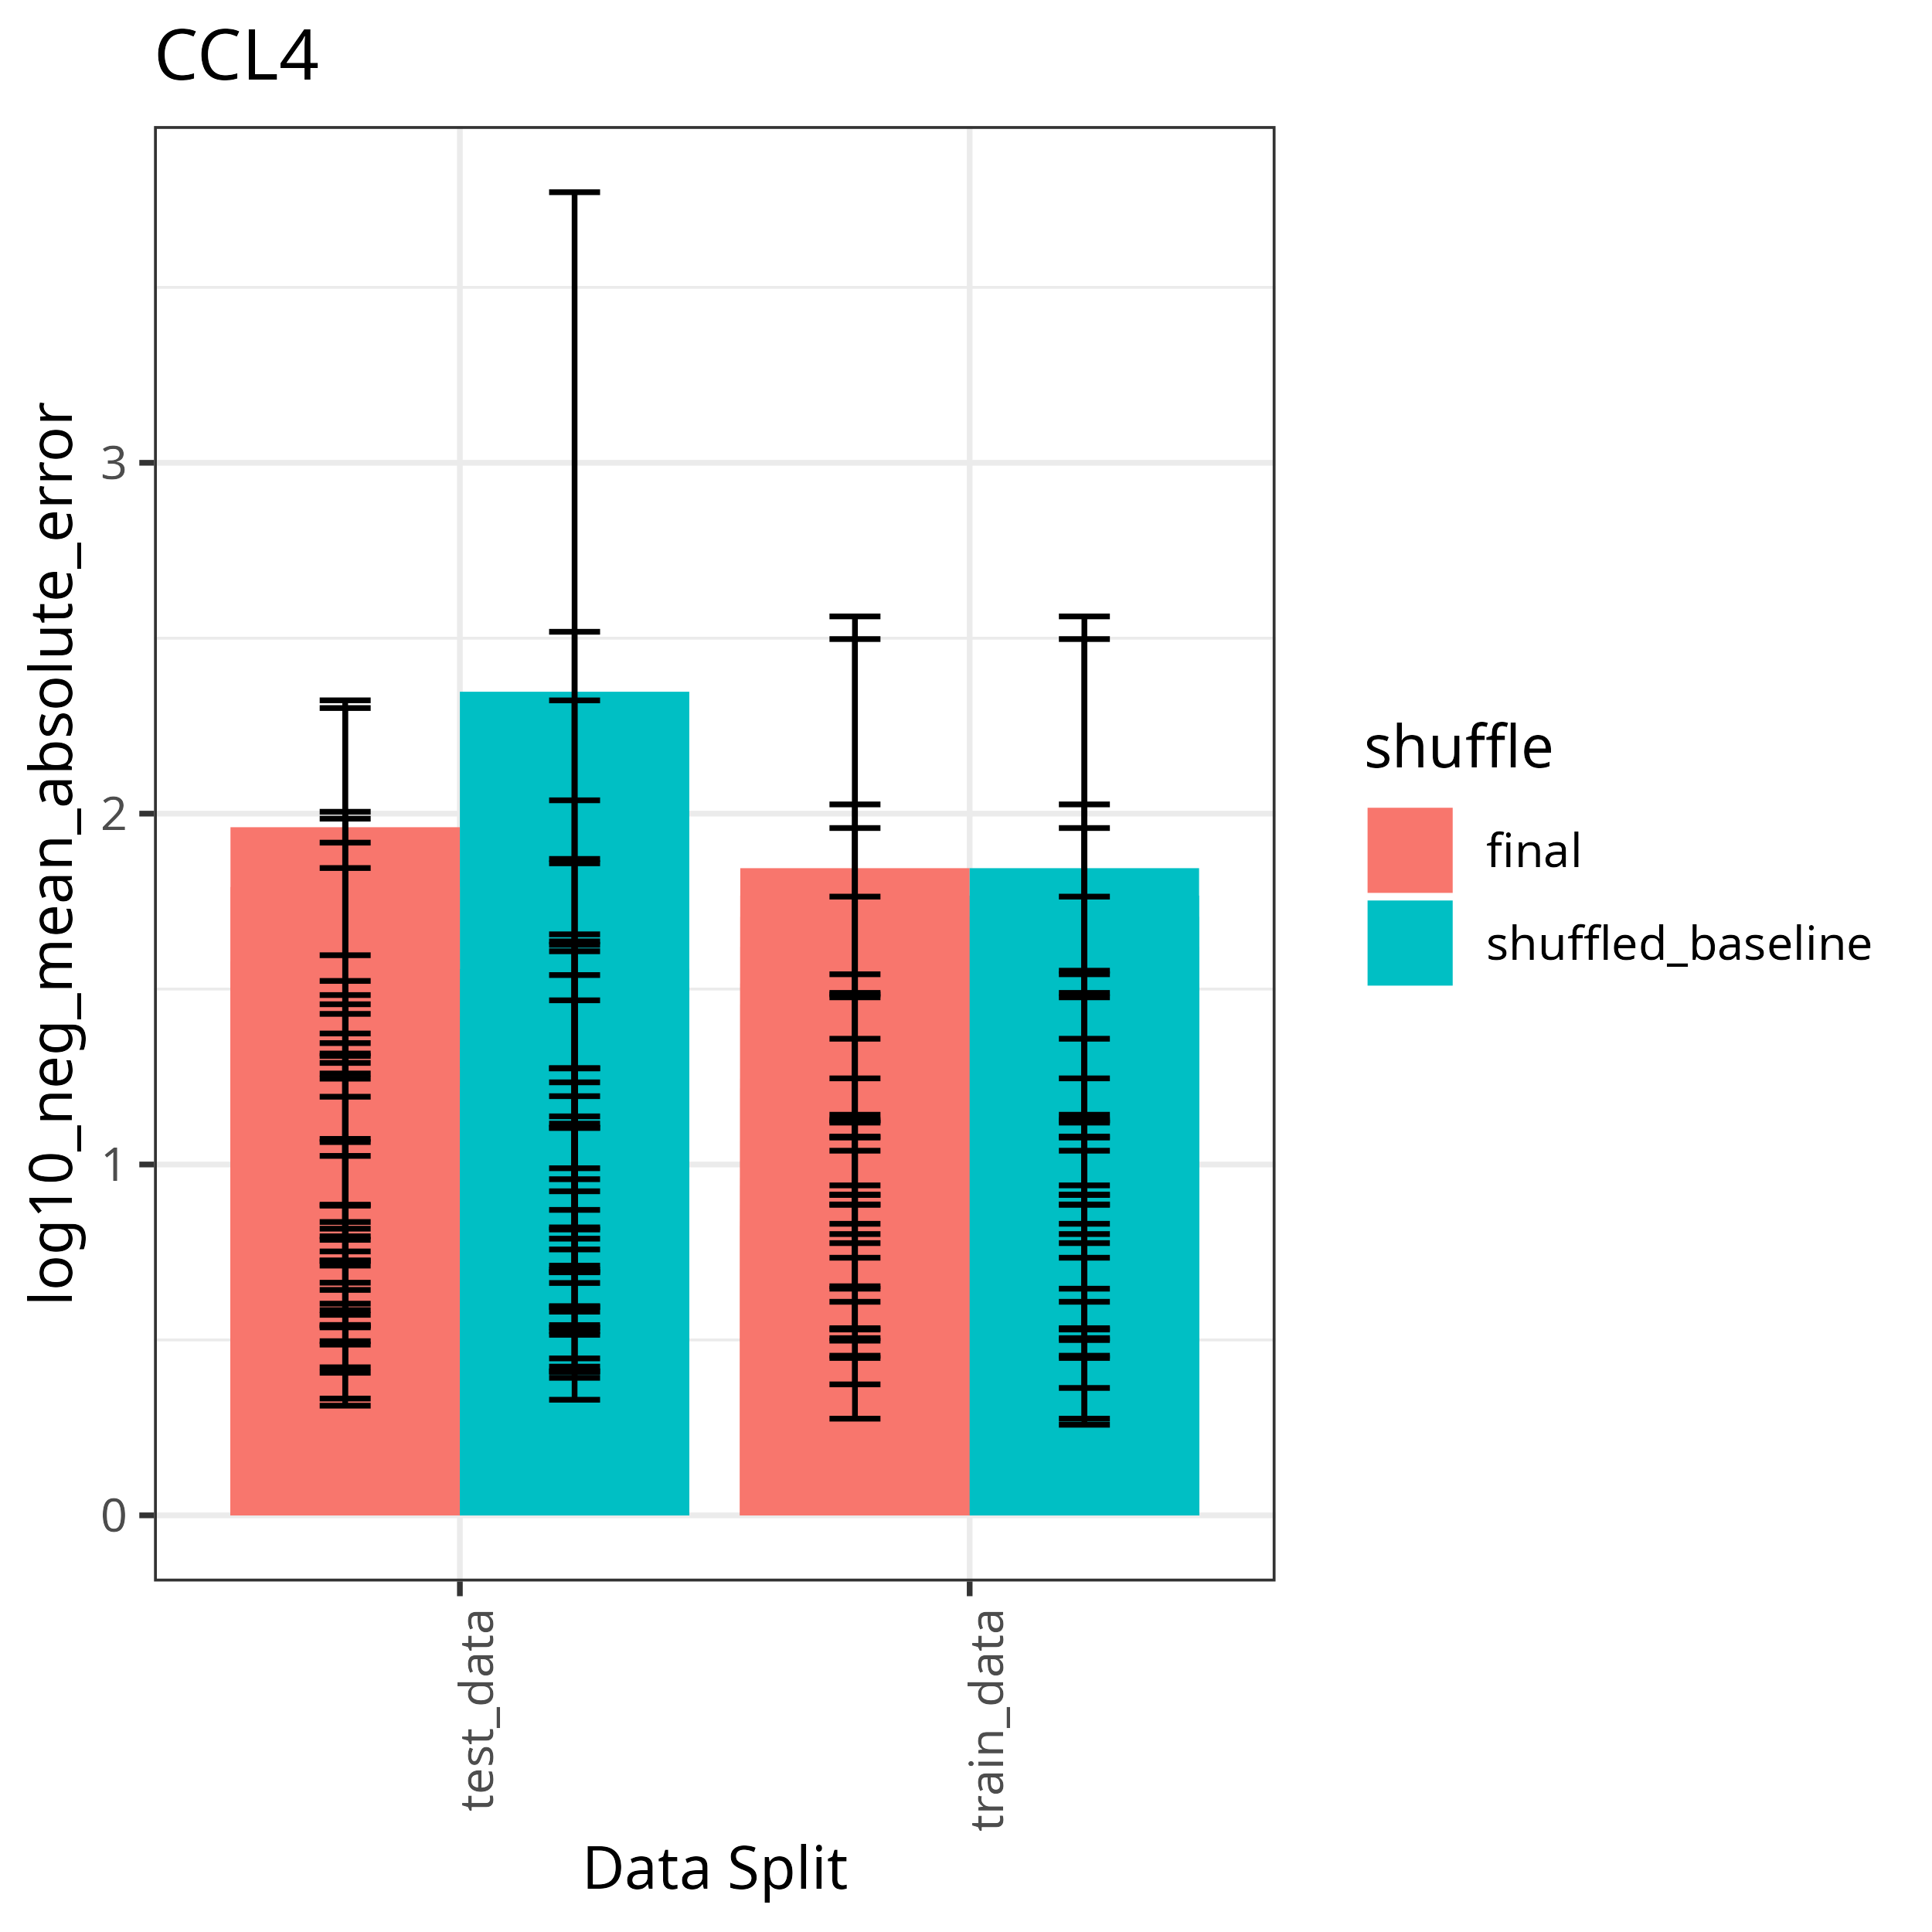 CCL4
log10_neg_mean_absolute_error
3
2
1
0
test_data
train_data
Data Split
shuffle
final
shuffled_baseline